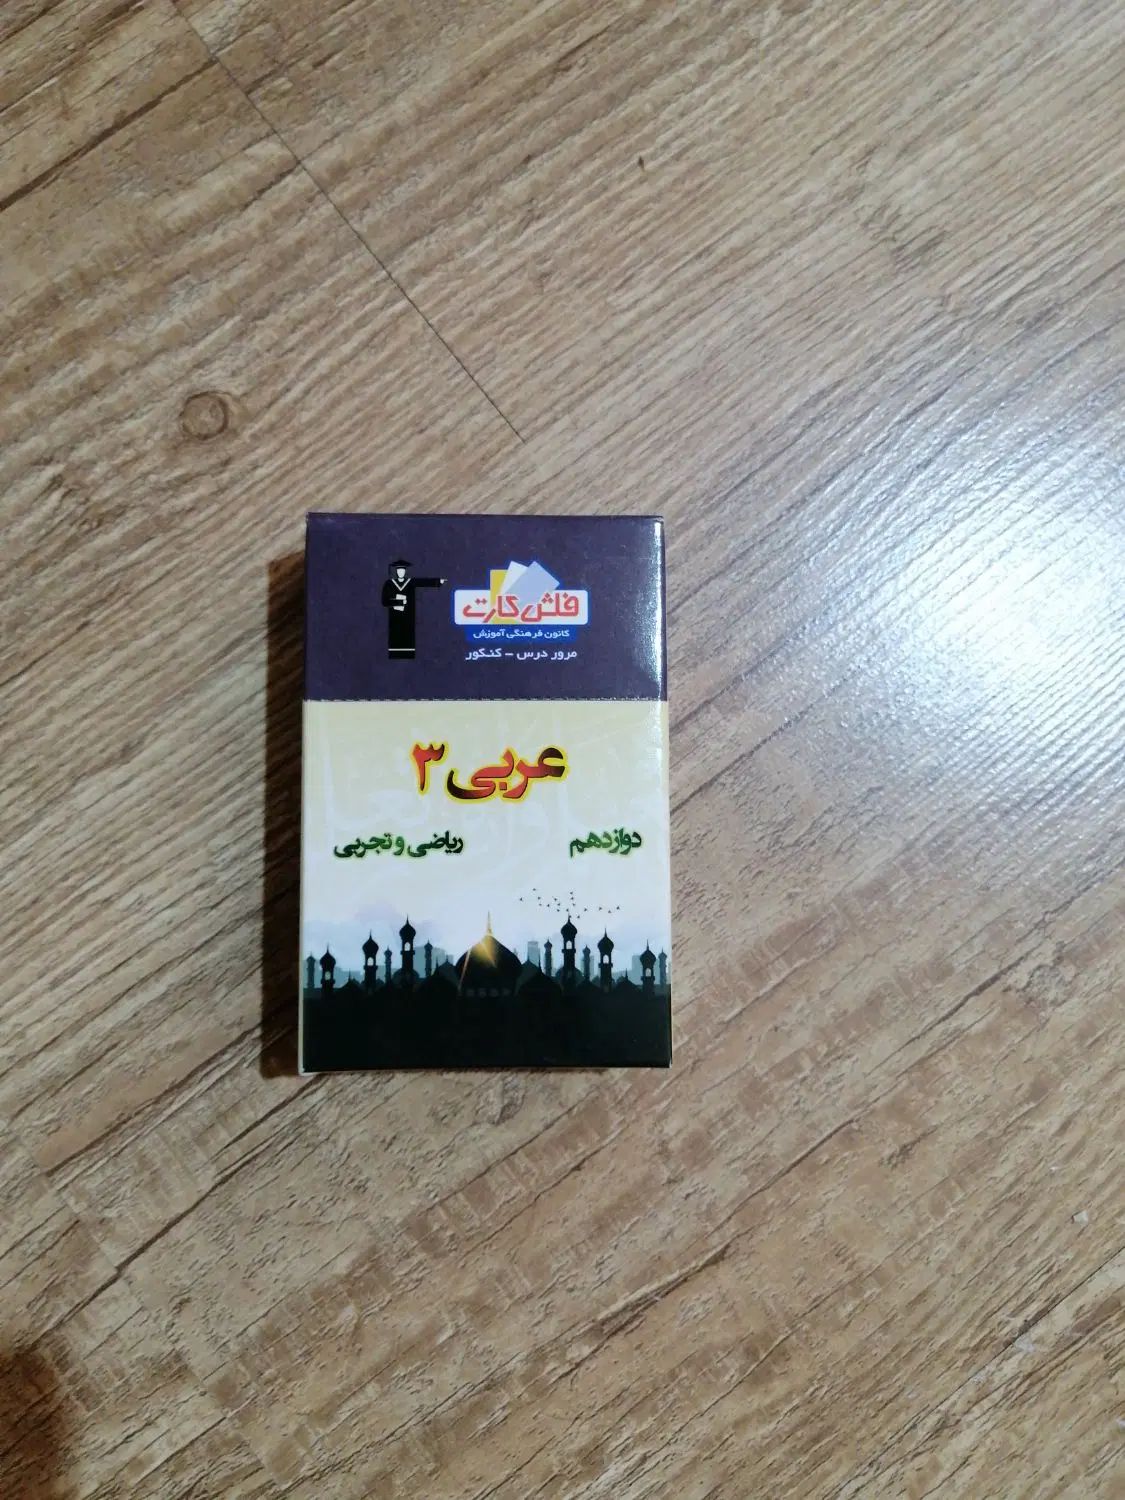 فلش کارت
کانون فرهنگی آموزش
مرور درس - کنکور
عربی ۳
دوازدهم
ریاضی و تجربی